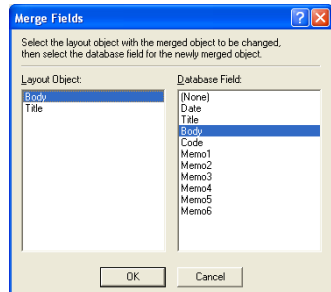 Merge Fields
Select the layout object with the merged object to be changed,
then select the database field for the newly merged object.
Layout Object:
Body
Title
Database Field:
(None)
Date
Title
Body
Code
Memo1
Memo2
Memo3
Memo4
Memo5
Memo6
OK
Cancel